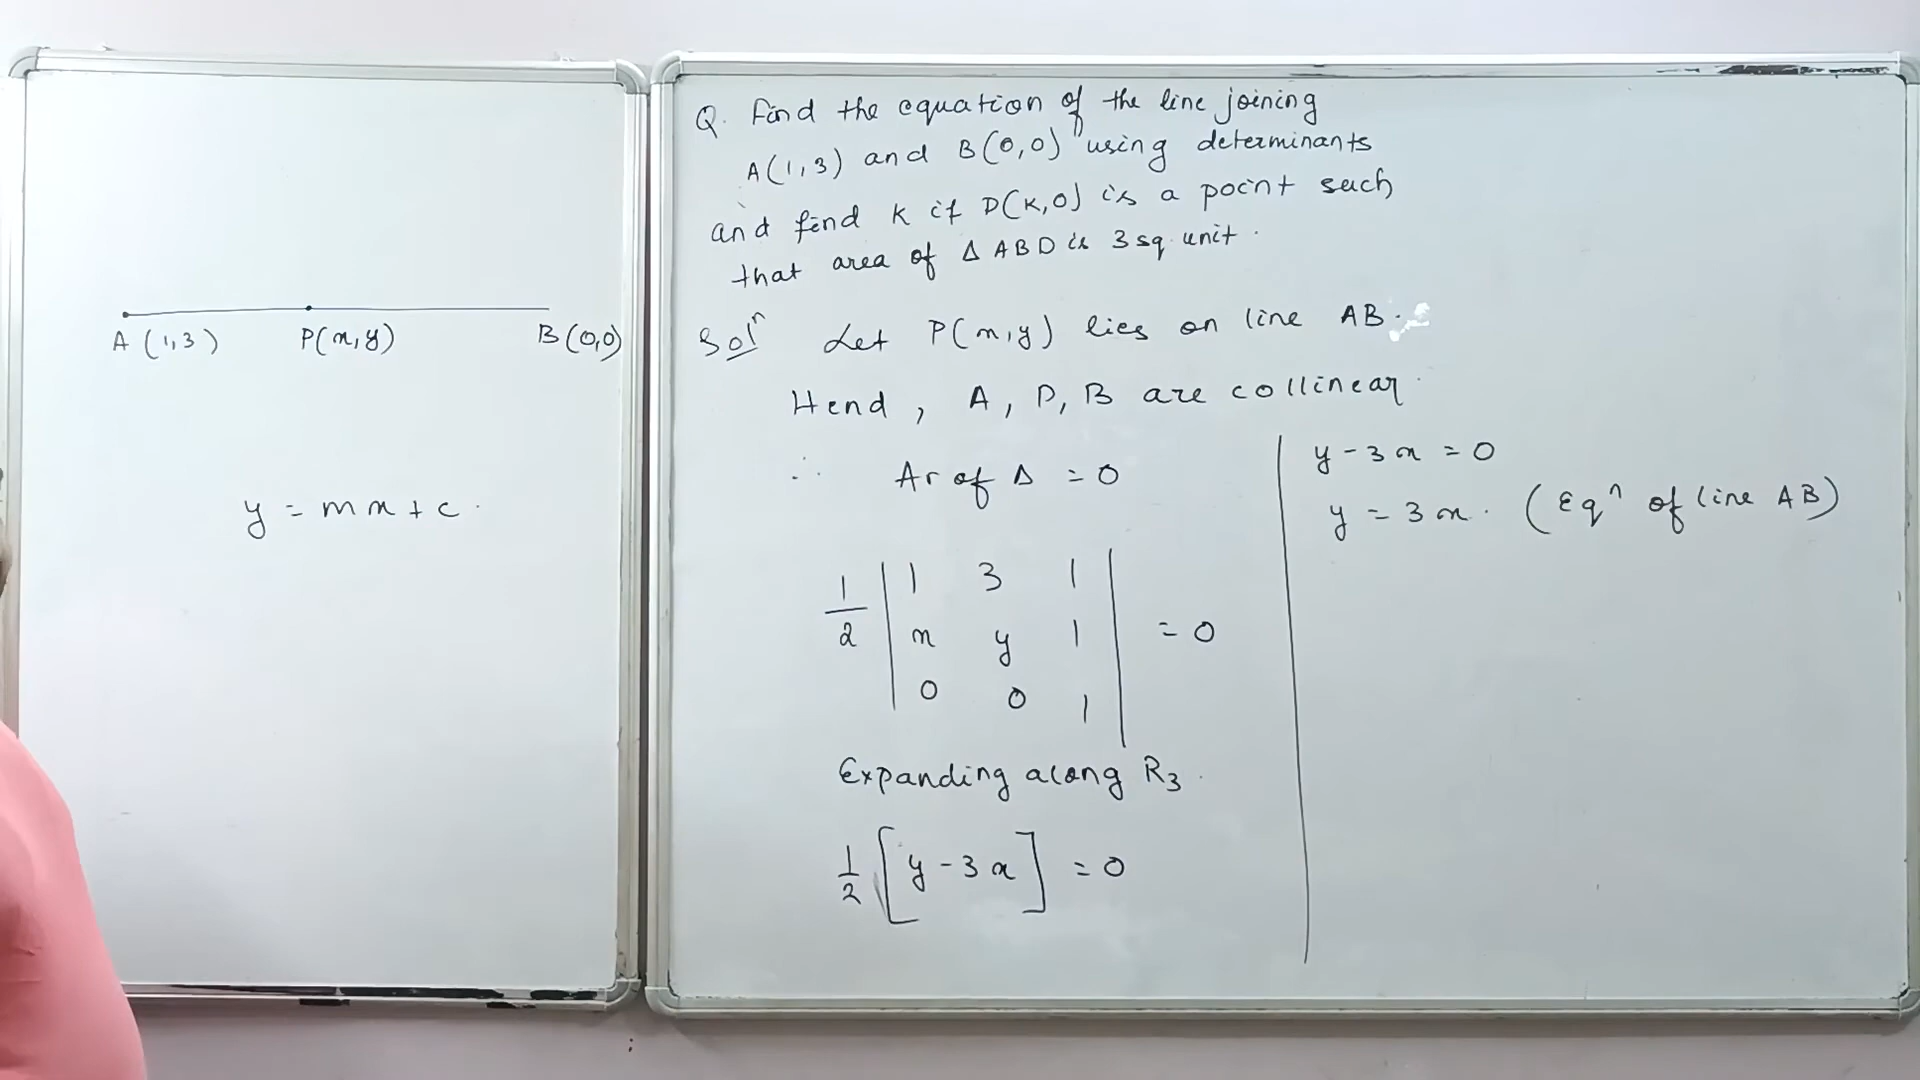 A (1,3) P(x,y) B(0,0)
y = mx + c.
Q. Find the equation of the line joining
A(1,3) and B(0,0) using determinants
and find K if D(K,0) is a point such
that area of Δ ABD is 3 sq. unit.
Solⁿ Let P(x,y) lies on line AB.
Hend, A, P, B are collinear.
∴ Ar of Δ = 0
1/2 | 1 3 1 |
| x y 1 | = 0
| 0 0 1 |
Expanding along R₃.
1/2 [y - 3x] = 0
y - 3x = 0
y = 3x. (Eqⁿ of line AB)